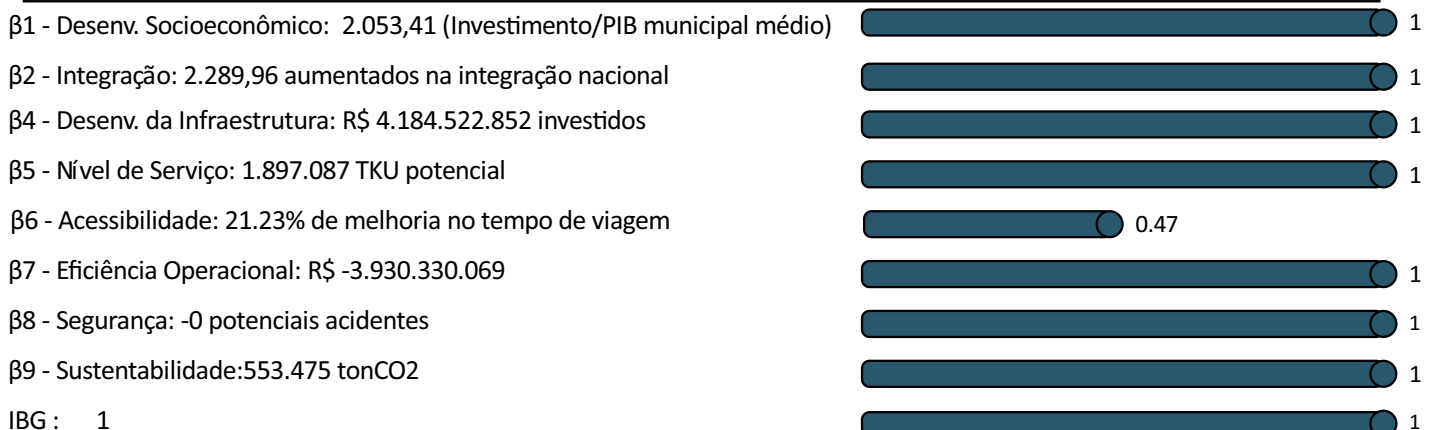 β1 - Desenv. Socioeconômico: 2.053,41 (Investimento/PIB municipal médio) 1
β2 - Integração: 2.289,96 aumentados na integração nacional 1
β4 - Desenv. da Infraestrutura: R$ 4.184.522.852 investidos 1
β5 - Nível de Serviço: 1.897.087 TKU potencial 1
β6 - Acessibilidade: 21.23% de melhoria no tempo de viagem 0.47
β7 - Eficiência Operacional: R$ -3.930.330.069 1
β8 - Segurança: -0 potenciais acidentes 1
β9 - Sustentabilidade:553.475 tonCO2 1
IBG : 1 1